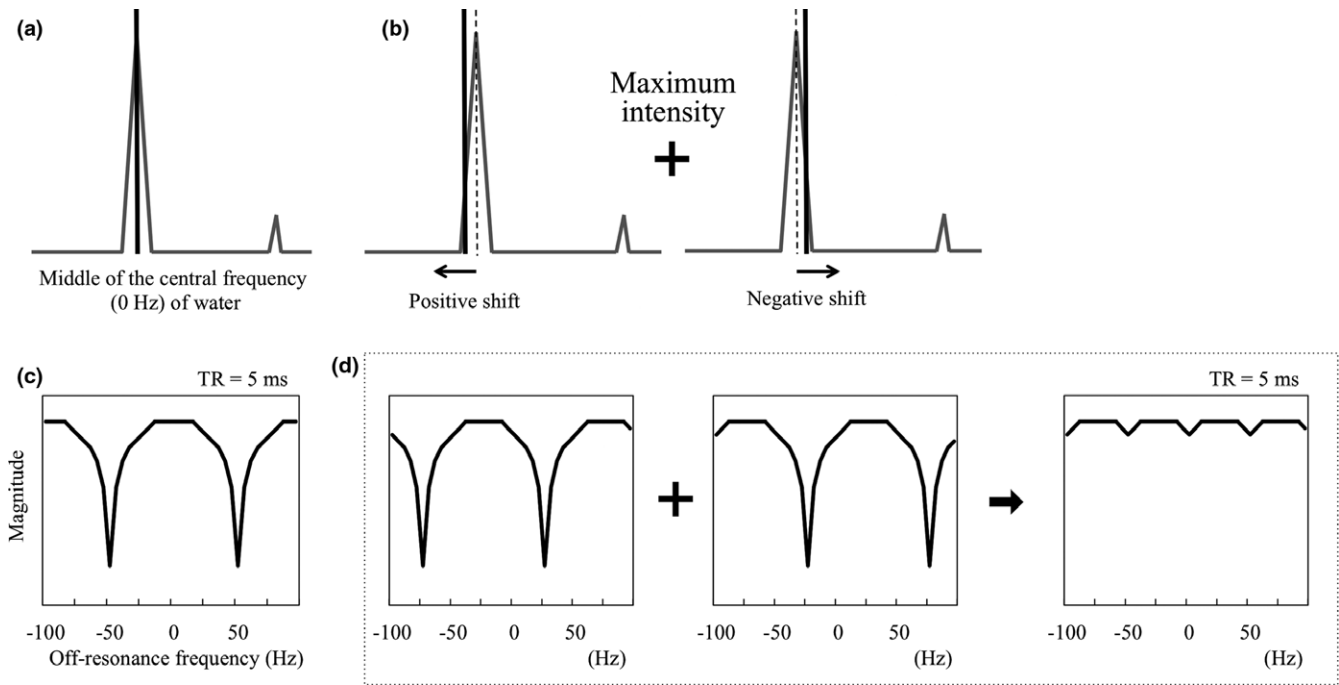 (a)
(b)
Maximum
intensity
+
Middle of the central frequency
(0 Hz) of water
Positive shift
Negative shift
(c)
TR = 5 ms
(d)
TR = 5 ms
Magnitude
+
-100 -50 0 50
Off-resonance frequency (Hz)
-100 -50 0 50
(Hz)
-100 -50 0 50
(Hz)
-100 -50 0 50
(Hz)